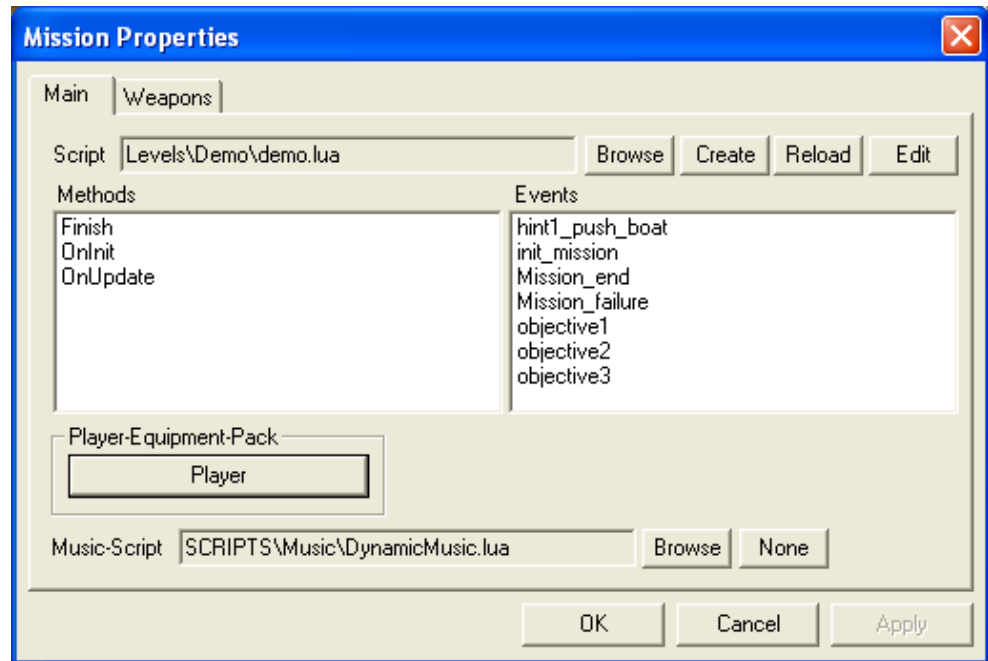 Mission Properties
Main Weapons
Script Levels\Demo\demo.lua Browse Create Reload Edit
Methods Events
Finish
OnInit
OnUpdate
hint1_push_boat
init_mission
Mission_end
Mission_failure
objective1
objective2
objective3
Player-Equipment-Pack
Player
Music-Script SCRIPTS\Music\DynamicMusic.lua Browse None
OK Cancel Apply